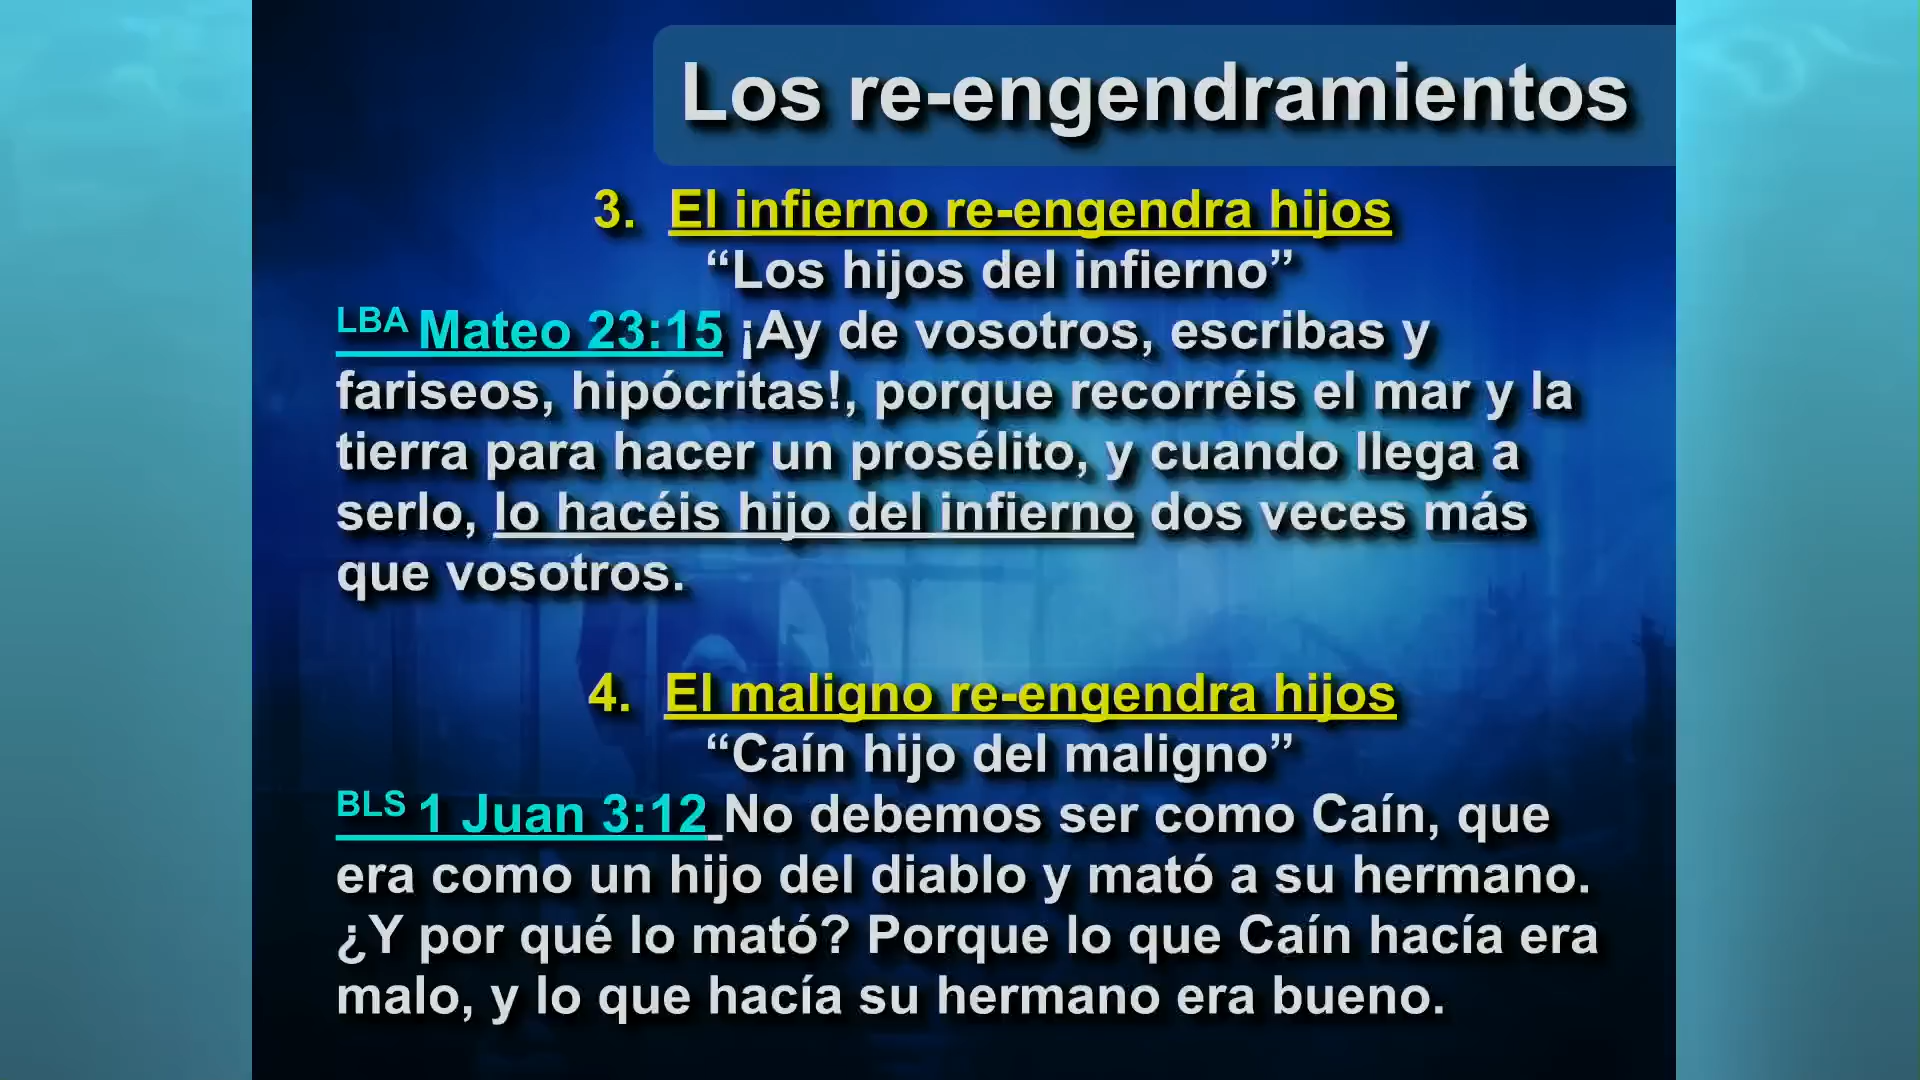 Los re-engendramientos
3. El infierno re-engendra hijos
“Los hijos del infierno”
LBA Mateo 23:15 ¡Ay de vosotros, escribas y
fariseos, hipócritas!, porque recorréis el mar y la
tierra para hacer un prosélito, y cuando llega a
serlo, lo hacéis hijo del infierno dos veces más
que vosotros.
4. El maligno re-engendra hijos
“Caín hijo del maligno”
BLS 1 Juan 3:12 No debemos ser como Caín, que
era como un hijo del diablo y mató a su hermano.
¿Y por qué lo mató? Porque lo que Caín hacía era
malo, y lo que hacía su hermano era bueno.